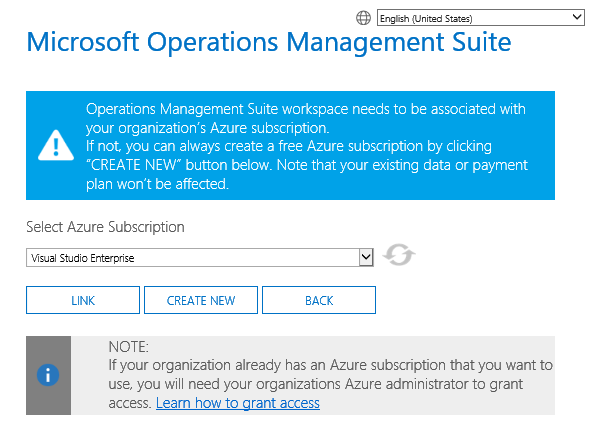 English (United States)
Microsoft Operations Management Suite
Operations Management Suite workspace needs to be associated with
your organization's Azure subscription.
If not, you can always create a free Azure subscription by clicking
"CREATE NEW" button below. Note that your existing data or payment
plan won't be affected.
Select Azure Subscription
Visual Studio Enterprise
LINK
CREATE NEW
BACK
NOTE:
If your organization already has an Azure subscription that you want to
use, you will need your organizations Azure administrator to grant
access. Learn how to grant access